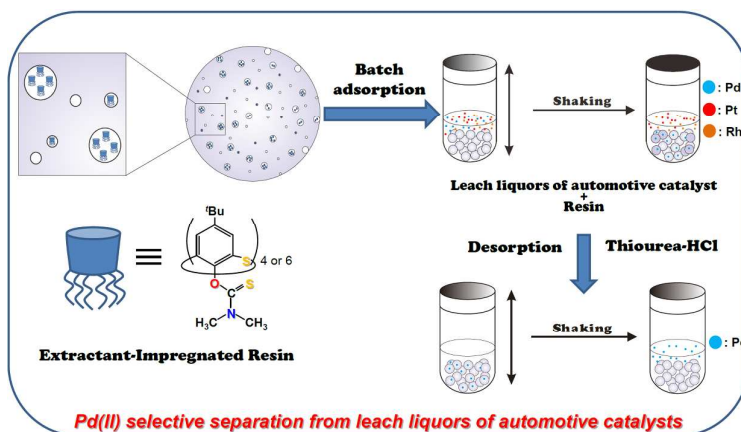 Batch
adsorption
Shaking
: Pd
: Pt
: Rh
Leach liquors of automotive catalyst
+
Resin
Desorption
Thiourea-HCl
Shaking
: Pd
ᵗBu
S
4 or 6
O
S
C
N
H₃C
CH₃
Extractant-Impregnated Resin
Pd(II) selective separation from leach liquors of automotive catalysts